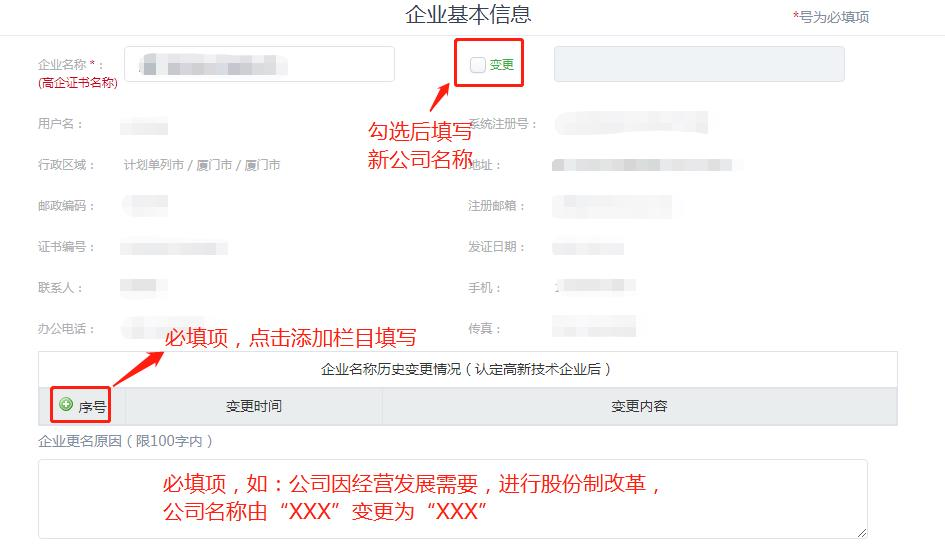 企业基本信息
*号为必填项
企业名称 * :
(高企证书名称)
变更
勾选后填写
新公司名称
用户名：
系统注册号：
行政区域：
计划单列市 / 厦门市 / 厦门市
地址：
邮政编码：
注册邮箱：
证书编号：
发证日期：
联系人：
手机：
办公电话：
传真：
必填项，点击添加栏目填写
企业名称历史变更情况（认定高新技术企业后）
序号
变更时间
变更内容
企业更名原因（限100字内）
必填项，如：公司因经营发展需要，进行股份制改革，
公司名称由“XXX”变更为“XXX”